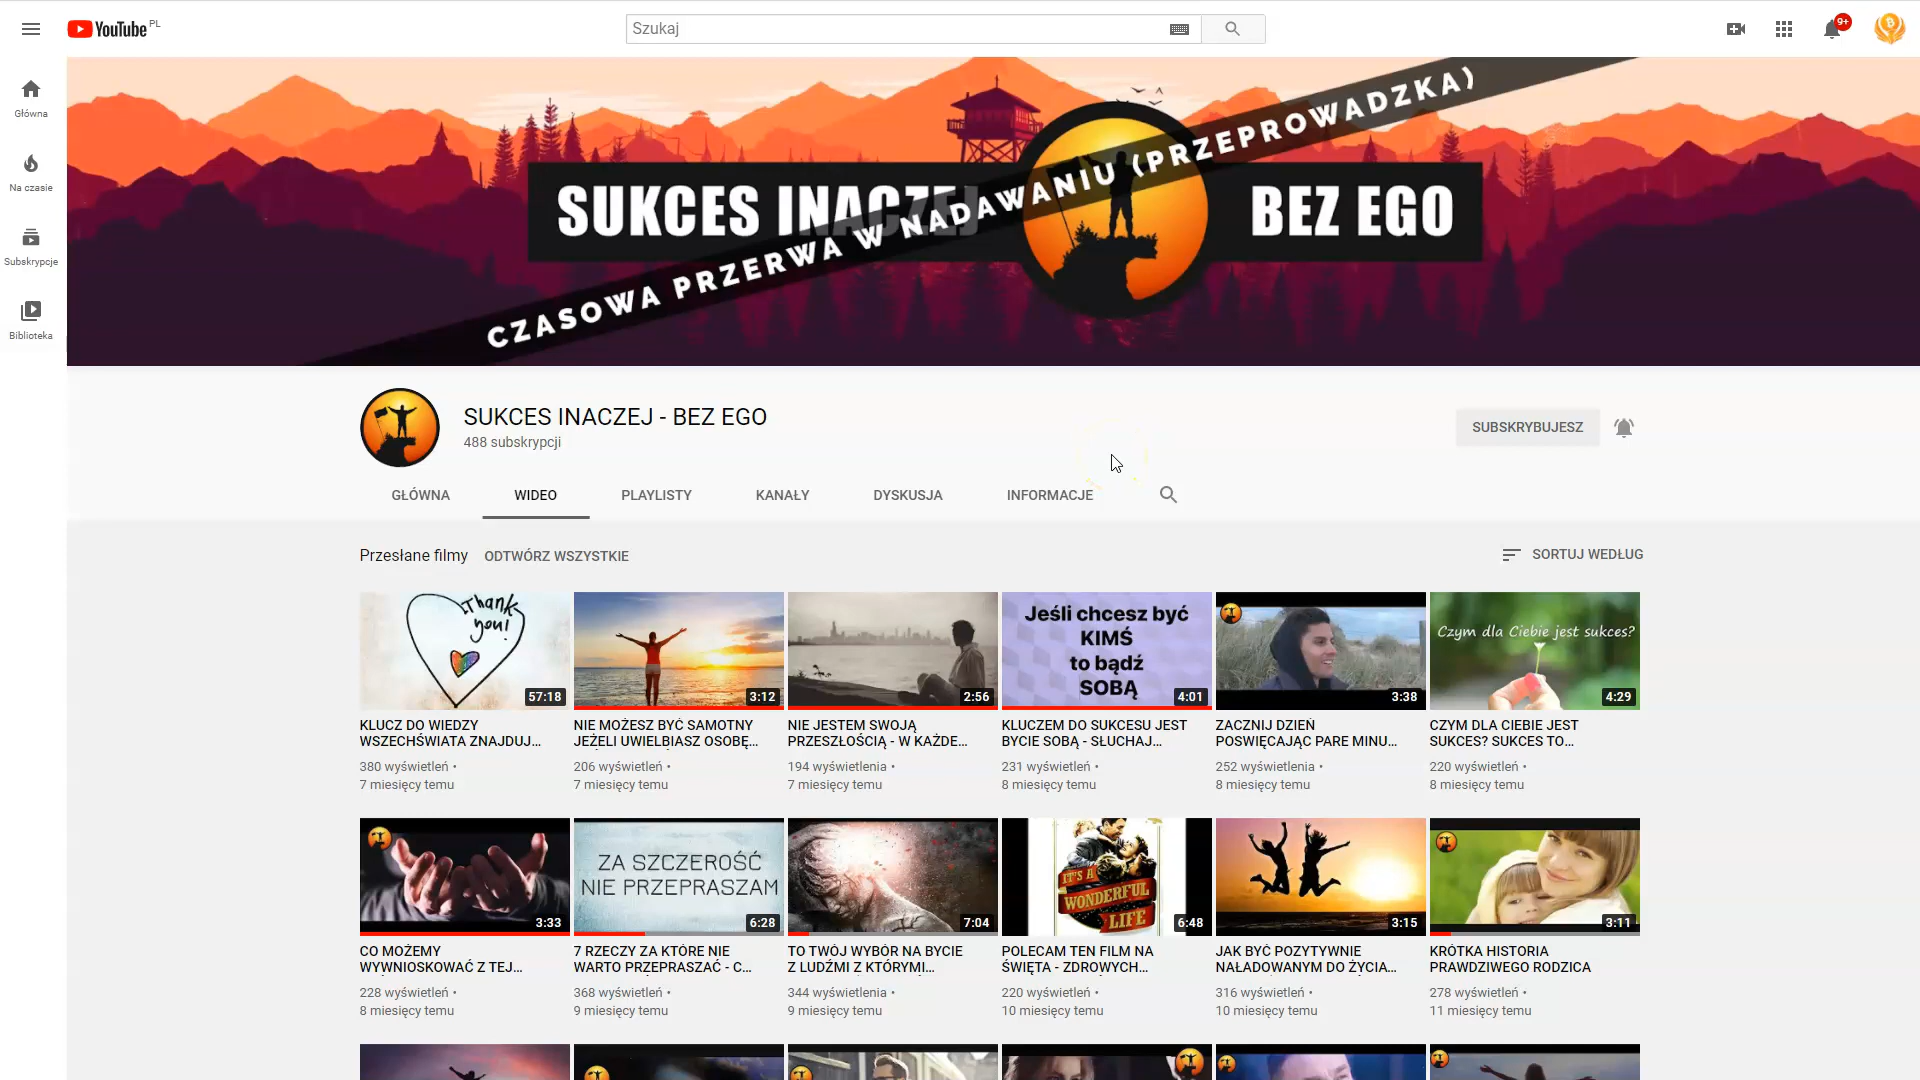 YouTube PL
Szukaj
9+
Główna
Na czasie
Subskrypcje
Biblioteka
SUKCES INACZEJ BEZ EGO
CZASOWA PRZERWA W NADAWANIU (PRZEPROWADZKA)
SUKCES INACZEJ - BEZ EGO
488 subskrypcji
SUBSKRYBUJESZ
GŁÓWNA WIDEO PLAYLISTY KANAŁY DYSKUSJA INFORMACJE
Przesłane filmy ODTWÓRZ WSZYSTKIE
SORTUJ WEDŁUG
Thank
you!
57:18
KLUCZ DO WIEDZY
WSZECHŚWIATA ZNAJDUJ...
380 wyświetleń •
7 miesięcy temu
3:12
NIE MOŻESZ BYĆ SAMOTNY
JEŻELI UWIELBIASZ OSOBĘ...
206 wyświetleń •
7 miesięcy temu
2:56
NIE JESTEM SWOJĄ
PRZESZŁOŚCIĄ - W KAŻDE...
194 wyświetlenia •
7 miesięcy temu
Jeśli chcesz być
KIMŚ
to bądź
SOBĄ
4:01
KLUCZEM DO SUKCESU JEST
BYCIE SOBĄ - SŁUCHAJ...
231 wyświetleń •
8 miesięcy temu
3:38
ZACZNIJ DZIEŃ
POSWIĘCAJĄC PARE MINU...
252 wyświetlenia •
8 miesięcy temu
Czym dla Ciebie jest sukces?
4:29
CZYM DLA CIEBIE JEST
SUKCES? SUKCES TO...
220 wyświetleń •
8 miesięcy temu
3:33
CO MOŻEMY
WYWNIOSKOWAĆ Z TEJ...
228 wyświetleń •
8 miesięcy temu
ZA SZCZEROŚĆ
NIE PRZEPRASZAM
6:28
7 RZECZY ZA KTÓRE NIE
WARTO PRZEPRASZAĆ - C...
368 wyświetleń •
9 miesięcy temu
7:04
TO TWÓJ WYBÓR NA BYCIE
Z LUDŹMI Z KTÓRYMI...
344 wyświetlenia •
9 miesięcy temu
IT'S A
WONDERFUL
LIFE
6:48
POLECAM TEN FILM NA
ŚWIĘTA - ZDROWYCH...
220 wyświetleń •
10 miesięcy temu
3:15
JAK BYĆ POZYTYWNIE
NAŁADOWANYM DO ŻYCIA...
316 wyświetleń •
10 miesięcy temu
3:11
KRÓTKA HISTORIA
PRAWDZIWEGO RODZICA
278 wyświetleń •
11 miesięcy temu